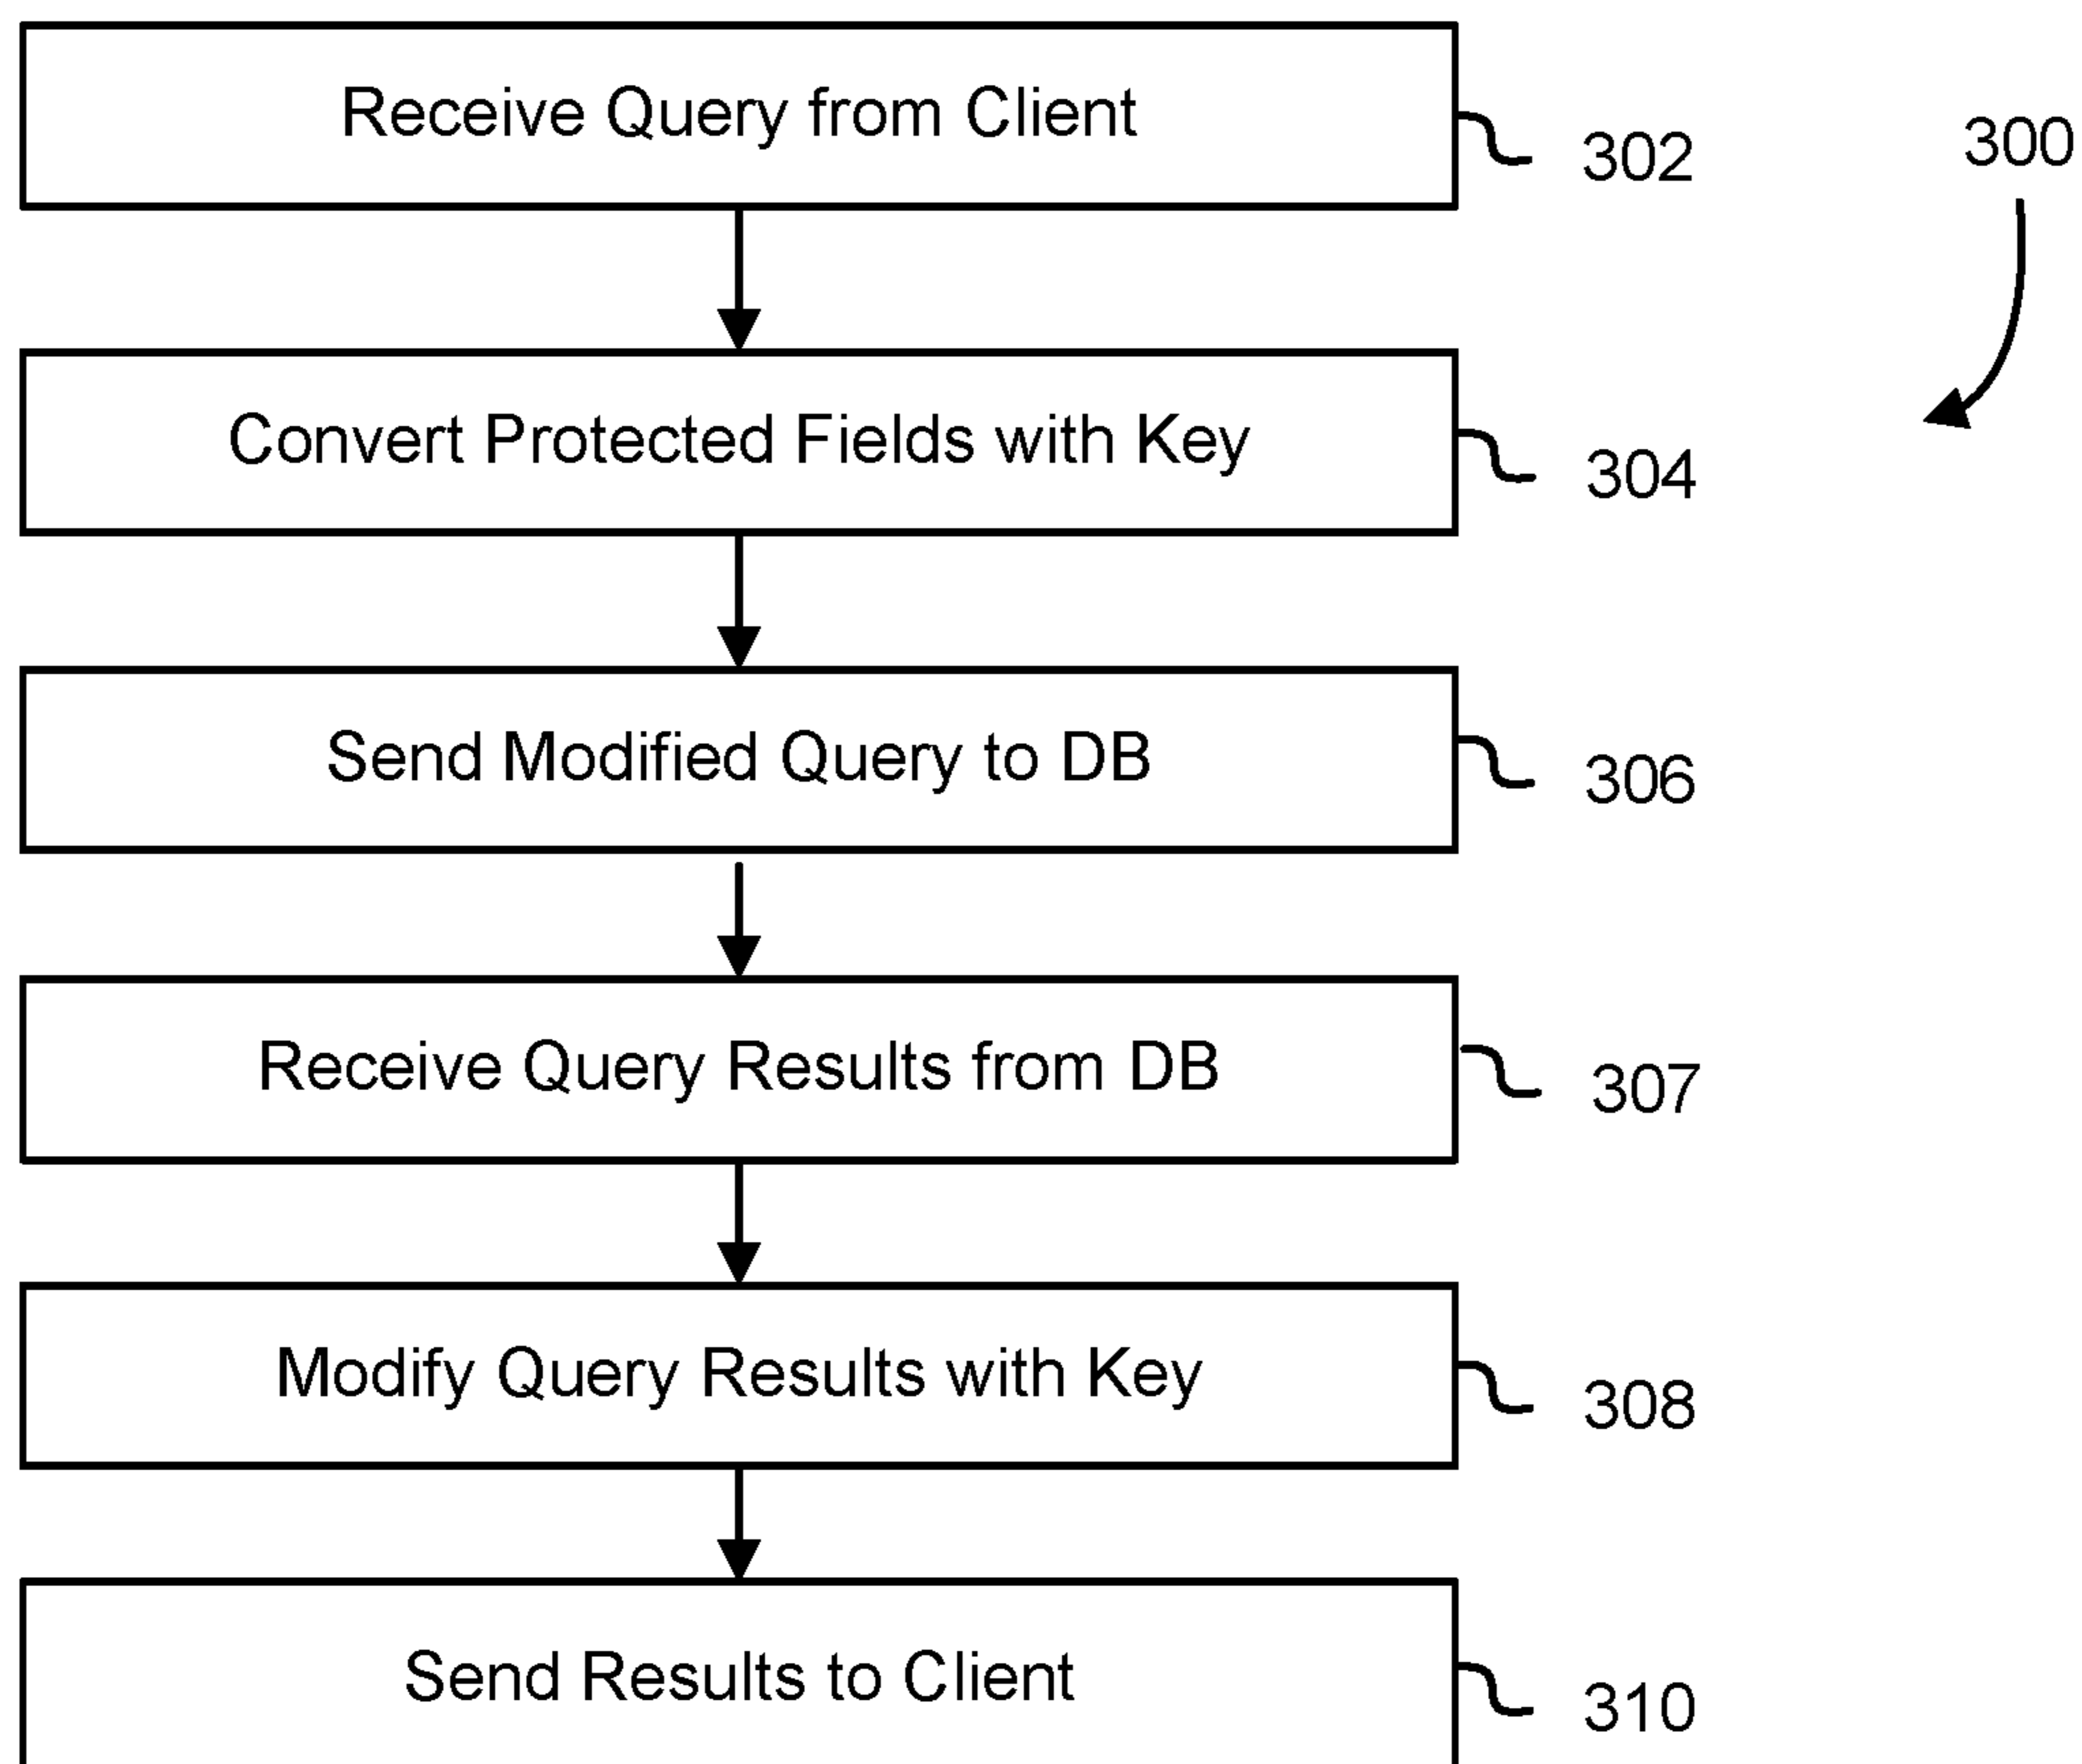 Receive Query from Client
302
300
Convert Protected Fields with Key
304
Send Modified Query to DB
306
Receive Query Results from DB
307
Modify Query Results with Key
308
Send Results to Client
310